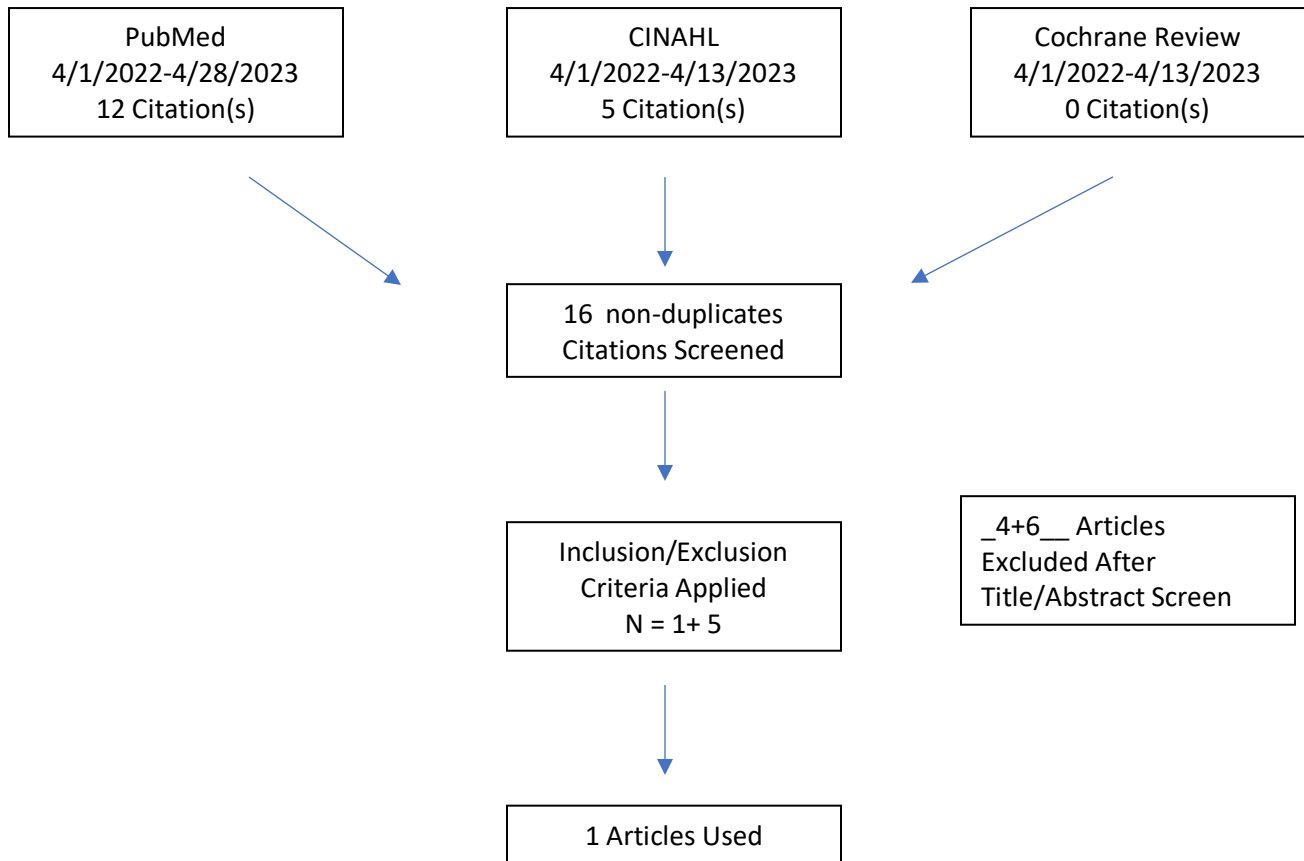 PubMed
4/1/2022-4/28/2023
12 Citation(s)
CINAHL
4/1/2022-4/13/2023
5 Citation(s)
Cochrane Review
4/1/2022-4/13/2023
0 Citation(s)
16  non-duplicates
Citations Screened
Inclusion/Exclusion
Criteria Applied
N = 1+ 5
_4+6__ Articles
Excluded After
Title/Abstract Screen
1 Articles Used